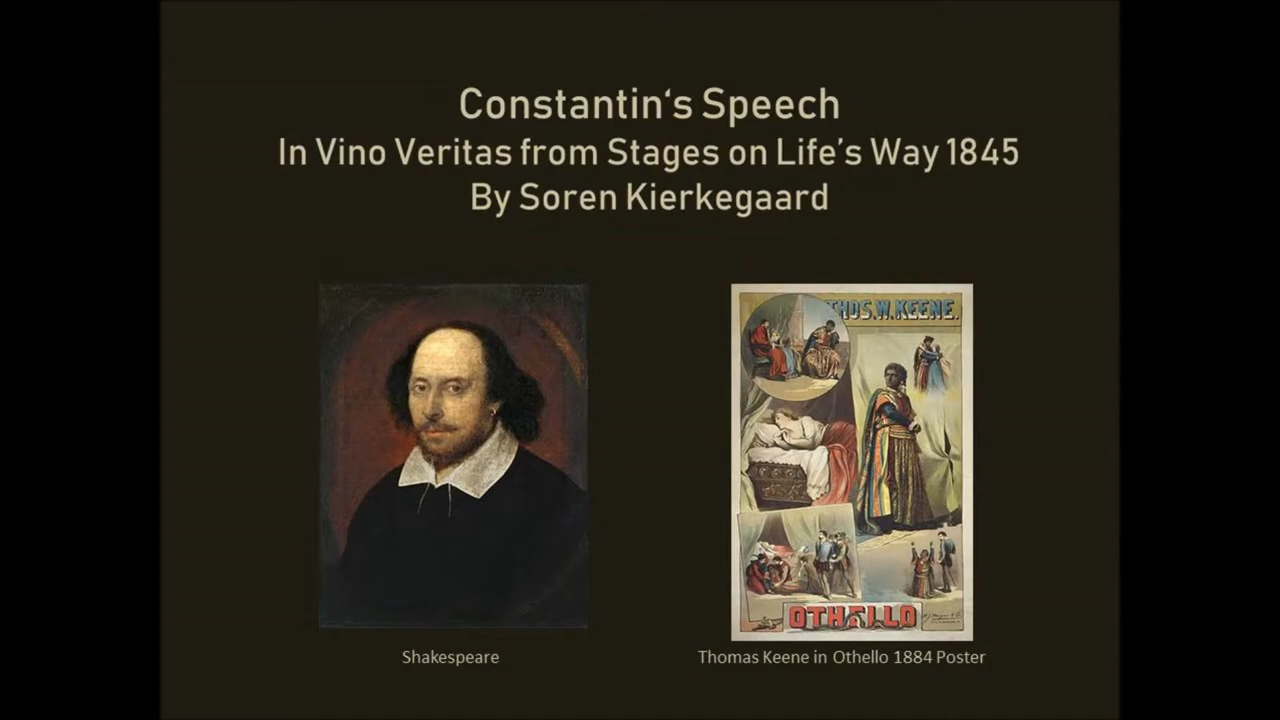 Constantin‘s Speech
In Vino Veritas from Stages on Life’s Way 1845
By Soren Kierkegaard
THOS. W. KEENE.
OTHELLO
Shakespeare
Thomas Keene in Othello 1884 Poster